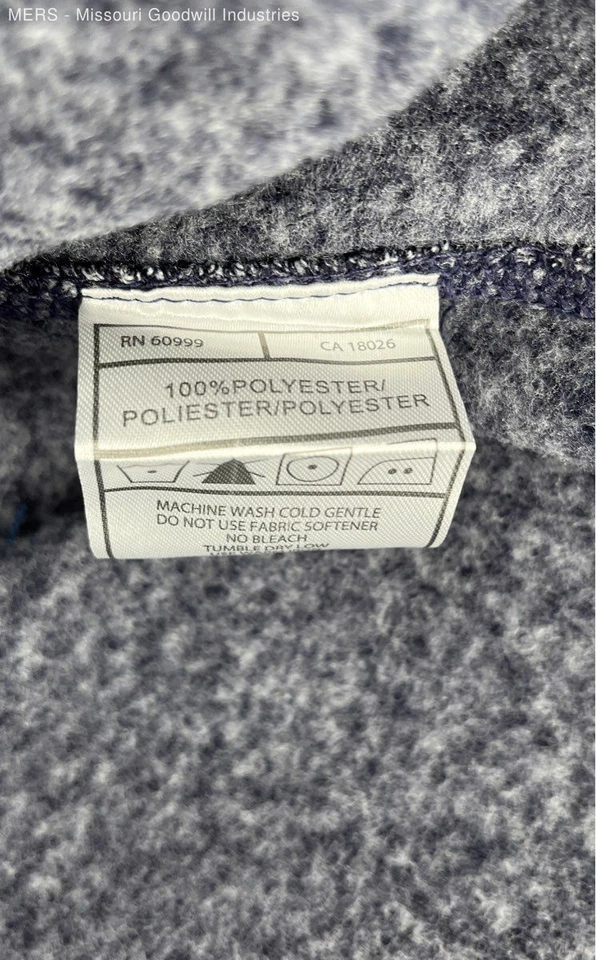 MERS - Missouri Goodwill Industries
RN 60999
CA 18026
100%POLYESTER/
POLIESTER/POLYESTER
MACHINE WASH COLD GENTLE
DO NOT USE FABRIC SOFTENER
NO BLEACH
TUMBLE DRY LOW